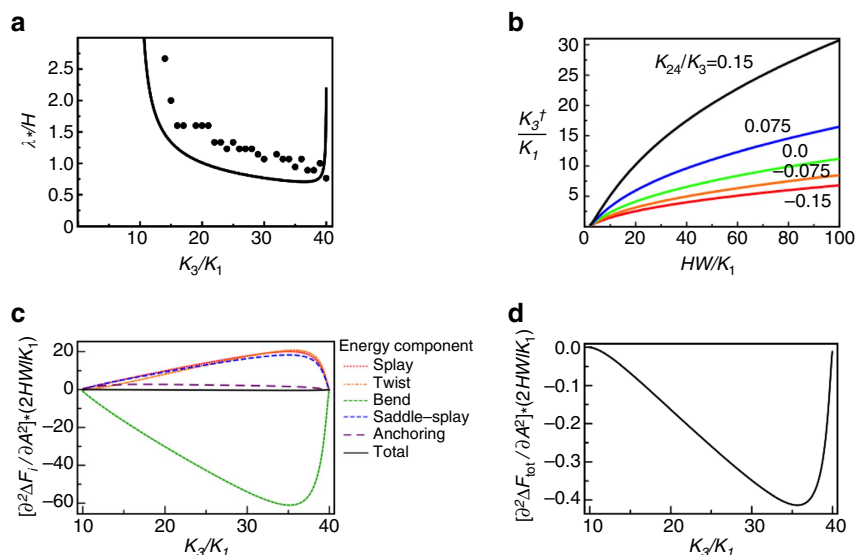 a
2.5
2.0
1.5
1.0
0.5
0
10
20
30
40
λ*/H
K3/K1
b
30
25
20
15
10
5
0
20
40
60
80
100
K3†
K1
K24/K3=0.15
0.075
0.0
−0.075
−0.15
HW/K1
c
20
0
−20
−40
−60
10
20
30
40
[∂²ΔFi/∂A²]*(2HW/K1)
K3/K1
Energy component
Splay
Twist
Bend
Saddle–splay
Anchoring
Total
d
0.0
−0.1
−0.2
−0.3
−0.4
10
20
30
40
[∂²ΔFtot/∂A²]*(2HW/K1)
K3/K1